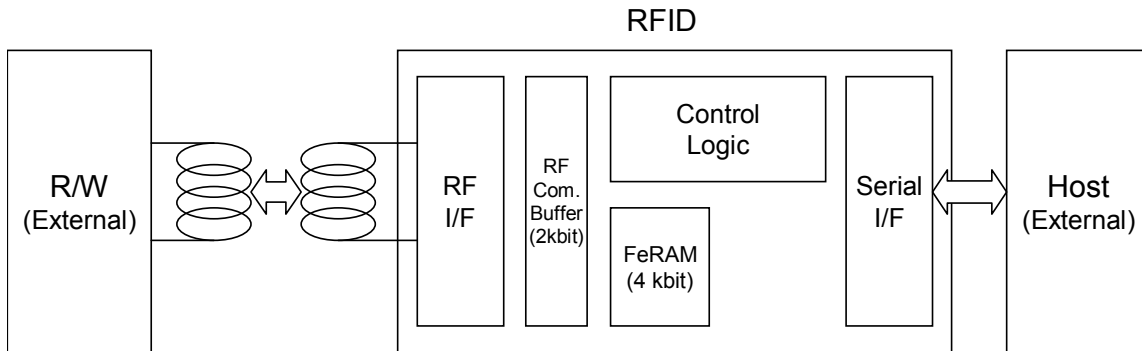 RFID
R/W
(External)
RF
I/F
RF
Com.
Buffer
(2kbit)
Control
Logic
FeRAM
(4 kbit)
Serial
I/F
Host
(External)